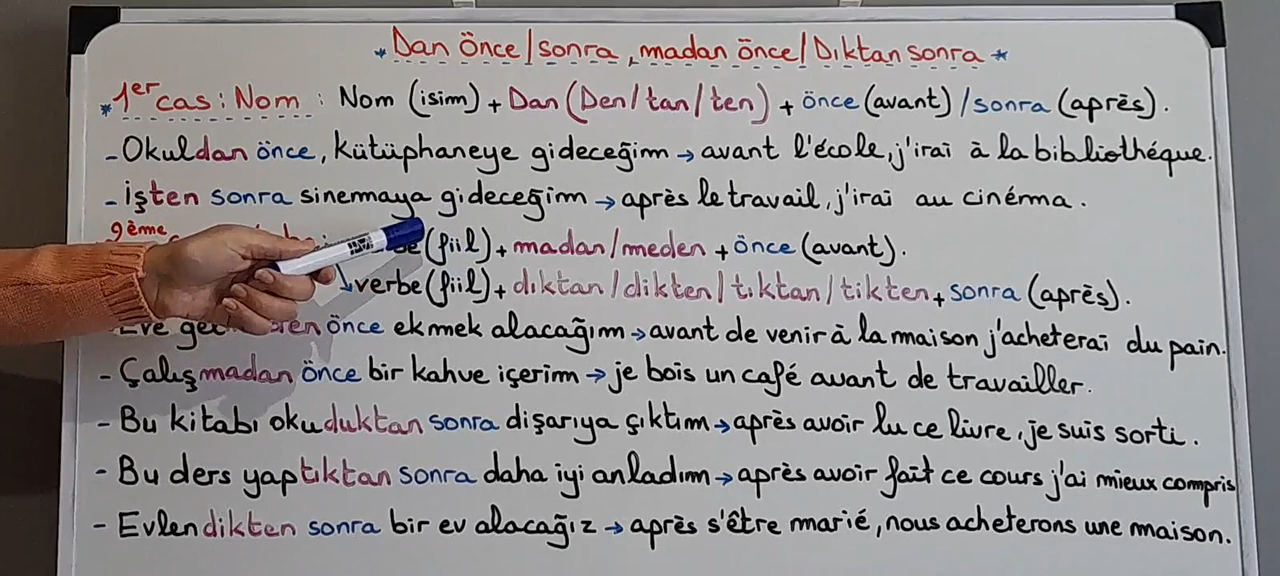 * Dan önce/sonra, madan önce/Dıktan sonra *
* 1er cas : Nom : Nom (isim) + Dan (Den/tan/ten) + önce (avant) / sonra (après).
- Okuldan önce, kütüphaneye gideceğim → avant l'école, j'irai à la bibliothéque.
- İşten sonra sinemaya gideceğim → après le travail, j'irai au cinéma.
2ème (fiil) + madan/meden + önce (avant).
↳ verbe (fiil) + dıktan/dikten/tıktan/tikten + sonra (après).
- Eve önce ekmek alacağım → avant de venir à la maison j'acheterai du pain.
- Çalışmadan önce bir kahve içerim → je bois un café avant de travailler.
- Bu kitabı okuduktan sonra dişarıya çıktım → après avoir lu ce livre, je suis sorti.
- Bu ders yaptıktan sonra daha iyi anladım → après avoir fait ce cours j'ai mieux compris
- Evlendikten sonra bir ev alacağız → après s'être marié, nous acheterons une maison.